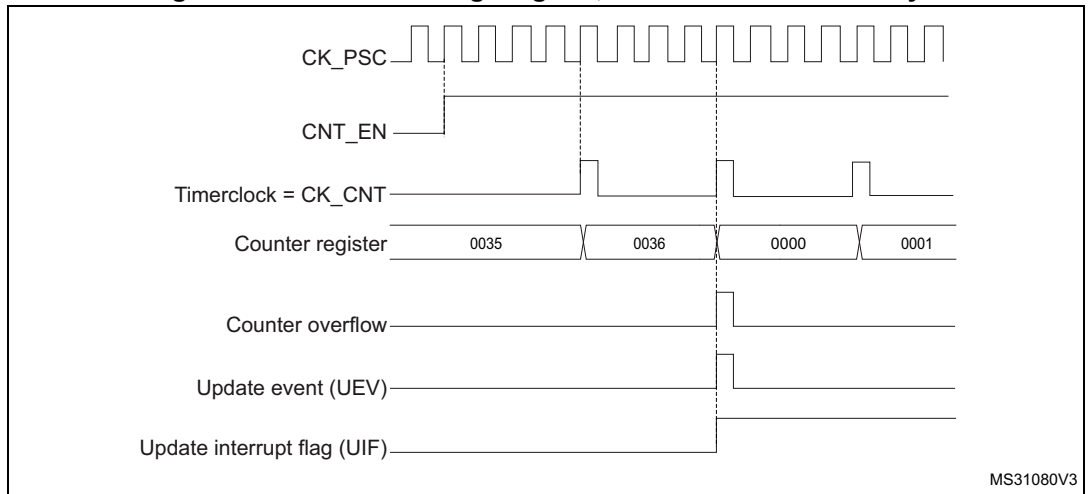 CK_PSC
CNT_EN
Timerclock = CK_CNT
Counter register 0035 0036 0000 0001
Counter overflow
Update event (UEV)
Update interrupt flag (UIF)
MS31080V3